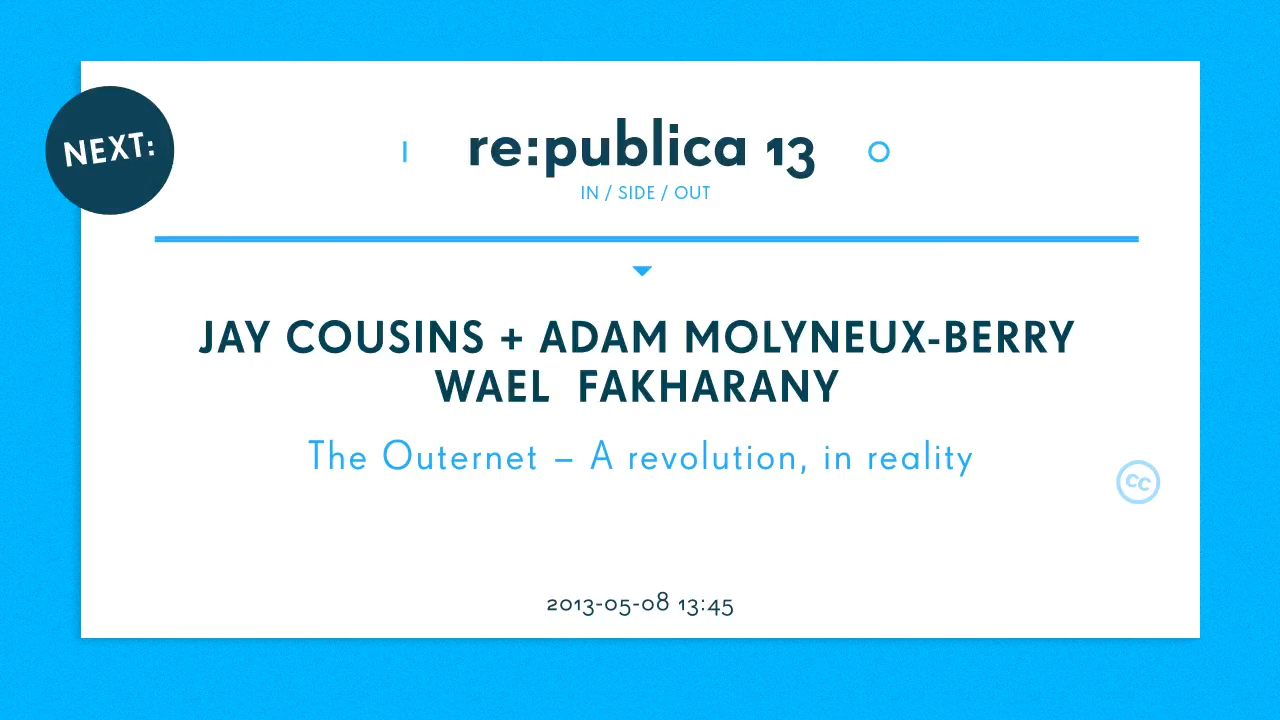 NEXT:
I re:publica 13 O
IN / SIDE / OUT
JAY COUSINS + ADAM MOLYNEUX-BERRY
WAEL FAKHARANY
The Outernet – A revolution, in reality
cc
2013-05-08 13:45